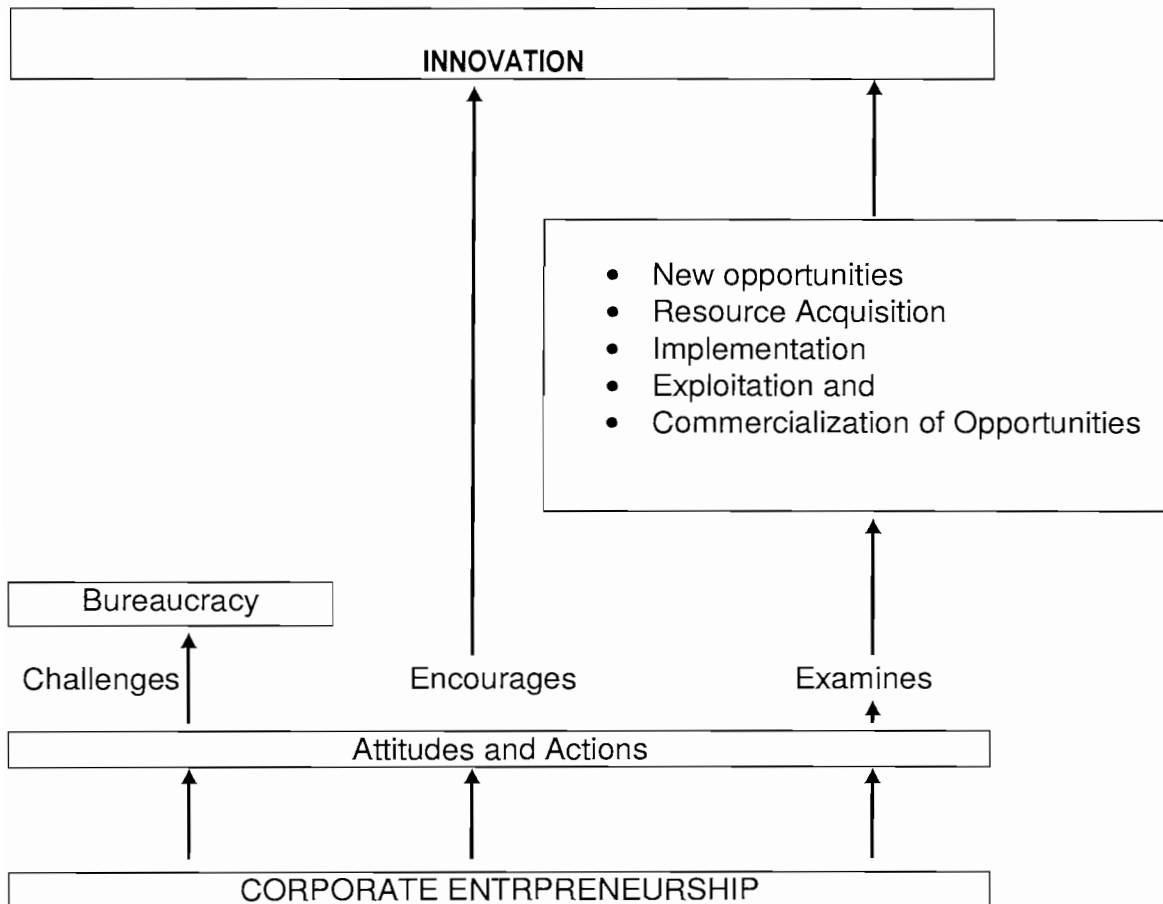 INNOVATION
• New opportunities
• Resource Acquisition
• Implementation
• Exploitation and
• Commercialization of Opportunities
Bureaucracy
Challenges
Encourages
Examines
Attitudes and Actions
CORPORATE ENTRPRENEURSHIP